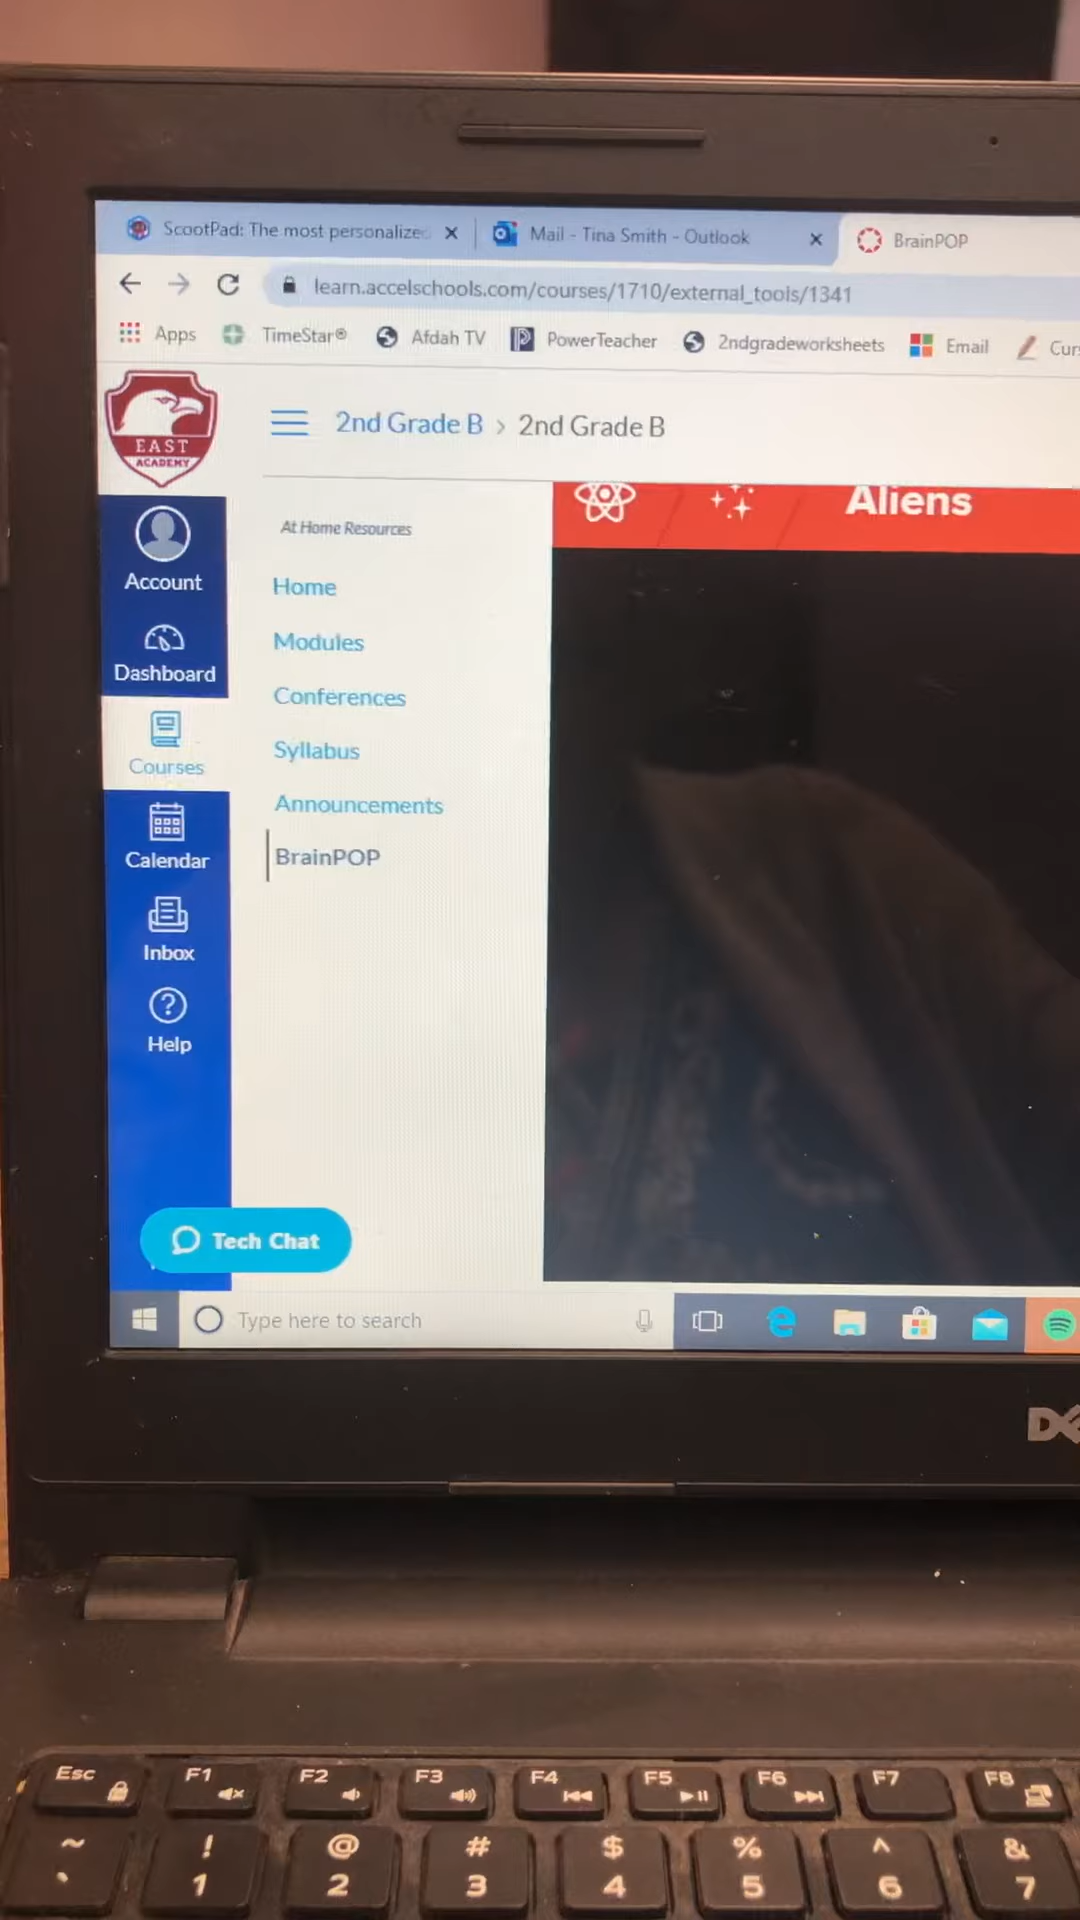 ScootPad: The most personalize
Mail - Tina Smith - Outlook
BrainPOP
learn.accelschools.com/courses/1710/external_tools/1341
Apps
TimeStar®
Afdah TV
PowerTeacher
2ndgradeworksheets
Email
Cur
EAST
ACADEMY
2nd Grade B > 2nd Grade B
Aliens
At Home Resources
Home
Modules
Conferences
Syllabus
Announcements
BrainPOP
Account
Dashboard
Courses
Calendar
Inbox
Help
Tech Chat
Type here to search
DELL
Esc F1 F2 F3 F4 F5 F6 F7 F8
~ ! @ # $ % ^ &
` 1 2 3 4 5 6 7